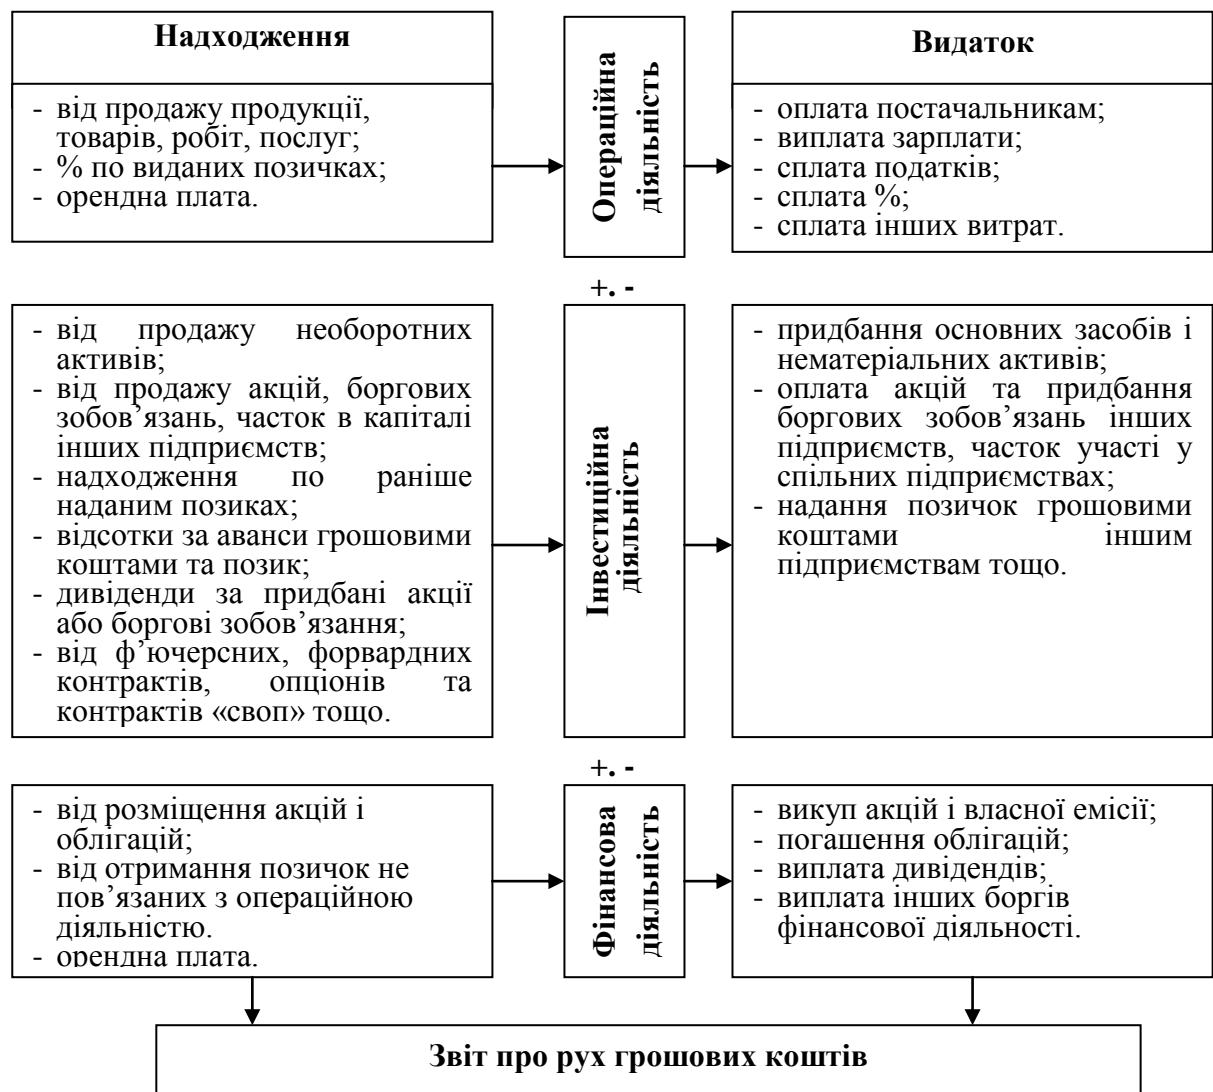 Надходження
Операційна
діяльність
Видаток
- від продажу продукції,
товарів, робіт, послуг;
- % по виданих позичках;
- орендна плата.
- оплата постачальникам;
- виплата зарплати;
- сплата податків;
- сплата %;
- сплата інших витрат.
+. -
- від продажу необоротних
активів;
- від продажу акцій, боргових
зобов’язань, часток в капіталі
інших підприємств;
- надходження по раніше
наданим позиках;
- відсотки за аванси грошовими
коштами та позик;
- дивіденди за придбані акції
або боргові зобов’язання;
- від ф’ючерсних, форвардних
контрактів, опціонів та
контрактів «своп» тощо.
Інвестиційна
діяльність
- придбання основних засобів і
нематеріальних активів;
- оплата акцій та придбання
боргових зобов’язань інших
підприємств, часток участі у
спільних підприємствах;
- надання позичок грошовими
коштами іншим
підприємствам тощо.
+. -
- від розміщення акцій і
облігацій;
- від отримання позичок не
пов’язаних з операційною
діяльністю.
- орендна плата.
Фінансова
діяльність
- викуп акцій і власної емісії;
- погашення облігацій;
- виплата дивідендів;
- виплата інших боргів
фінансової діяльності.
Звіт про рух грошових коштів